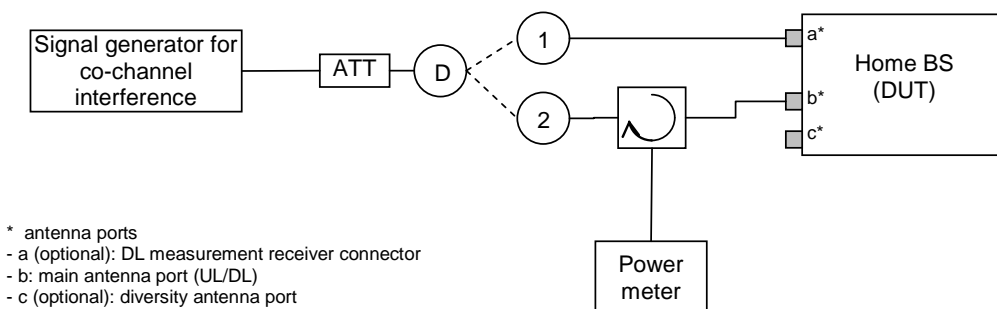 Signal generator for
co-channel
interference
ATT
D
1
2
a*
b*
c*
Home BS
(DUT)
Power
meter
* antenna ports
- a (optional): DL measurement receiver connector
- b: main antenna port (UL/DL)
- c (optional): diversity antenna port